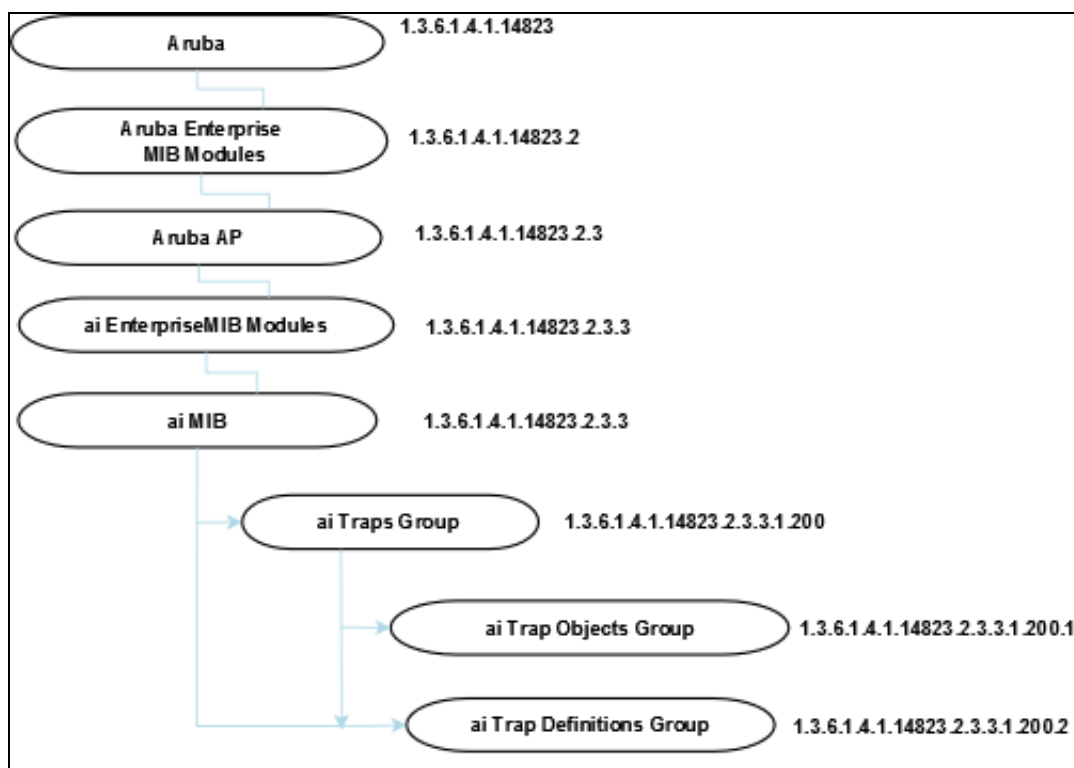 Aruba
1.3.6.1.4.1.14823
Aruba Enterprise
MIB Modules
1.3.6.1.4.1.14823.2
Aruba AP
1.3.6.1.4.1.14823.2.3
ai EnterpriseMIB Modules
1.3.6.1.4.1.14823.2.3.3
ai MIB
1.3.6.1.4.1.14823.2.3.3
ai Traps Group
1.3.6.1.4.1.14823.2.3.3.1.200
ai Trap Objects Group
1.3.6.1.4.1.14823.2.3.3.1.200.1
ai Trap Definitions Group
1.3.6.1.4.1.14823.2.3.3.1.200.2